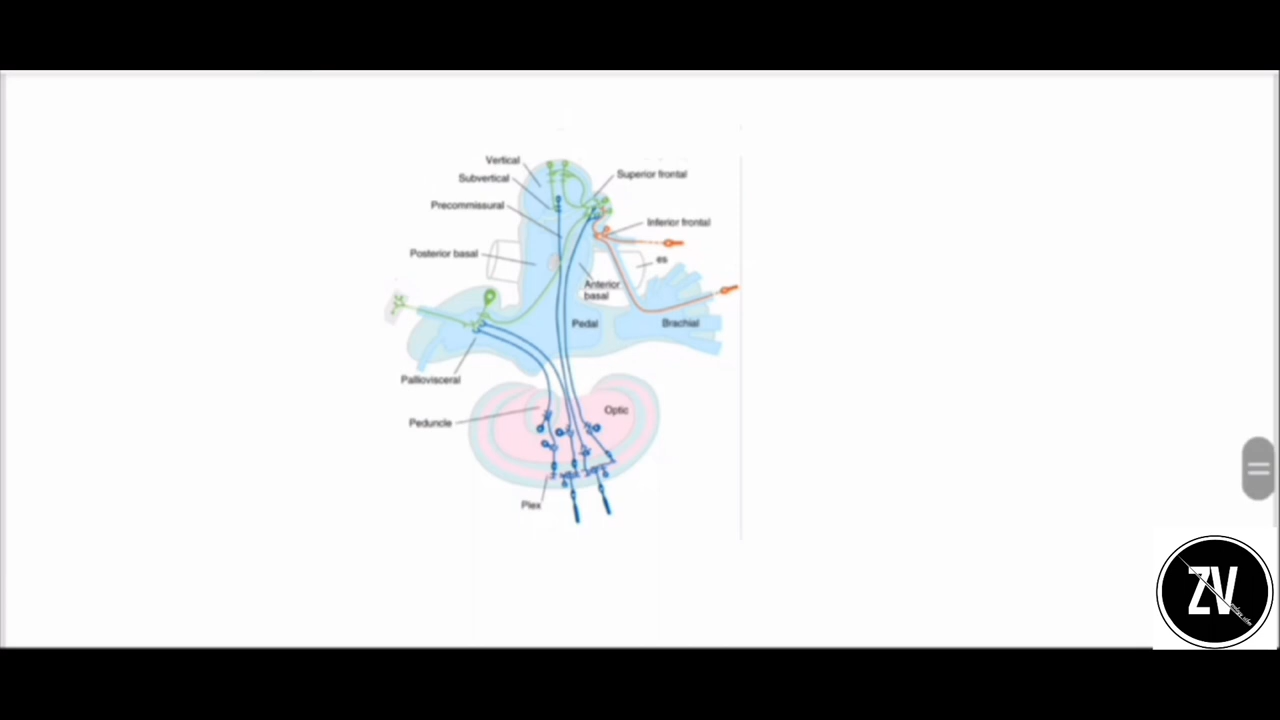 Vertical
Subvertical
Superior frontal
Precommissural
Inferior frontal
Posterior basal
es
Anterior
basal
Pedal
Brachial
Palliovisceral
Optic
Peduncle
Plex
ZV